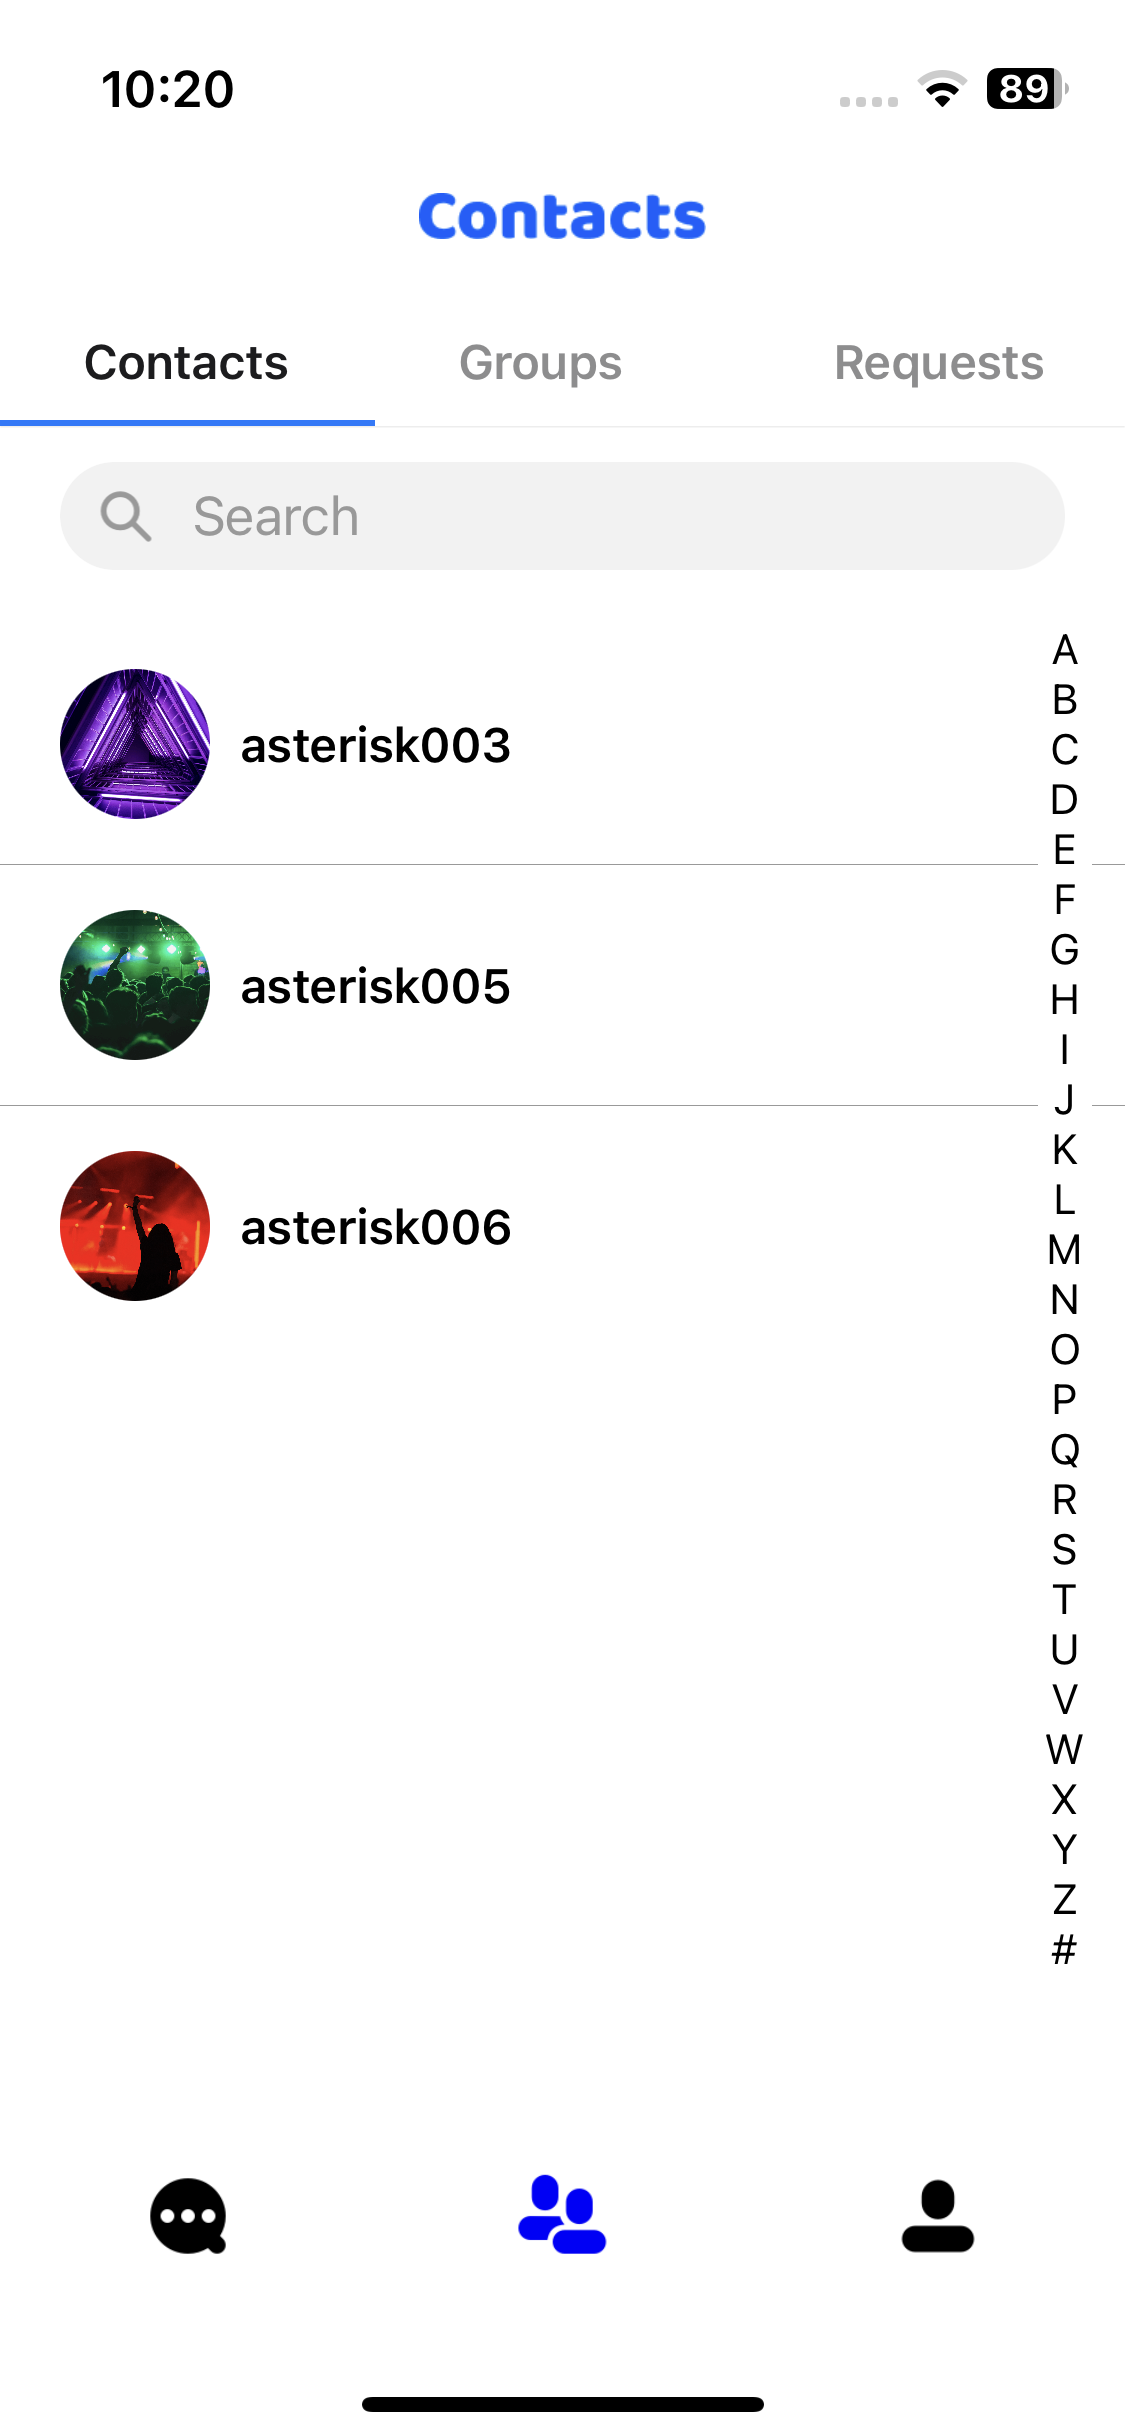 10:20
89
Contacts
Contacts Groups Requests
Search
A
asterisk003
B
C
D
E
F
asterisk005
G
H
I
J
K
asterisk006
L
M
N
O
P
Q
R
S
T
U
V
W
X
Y
Z
#